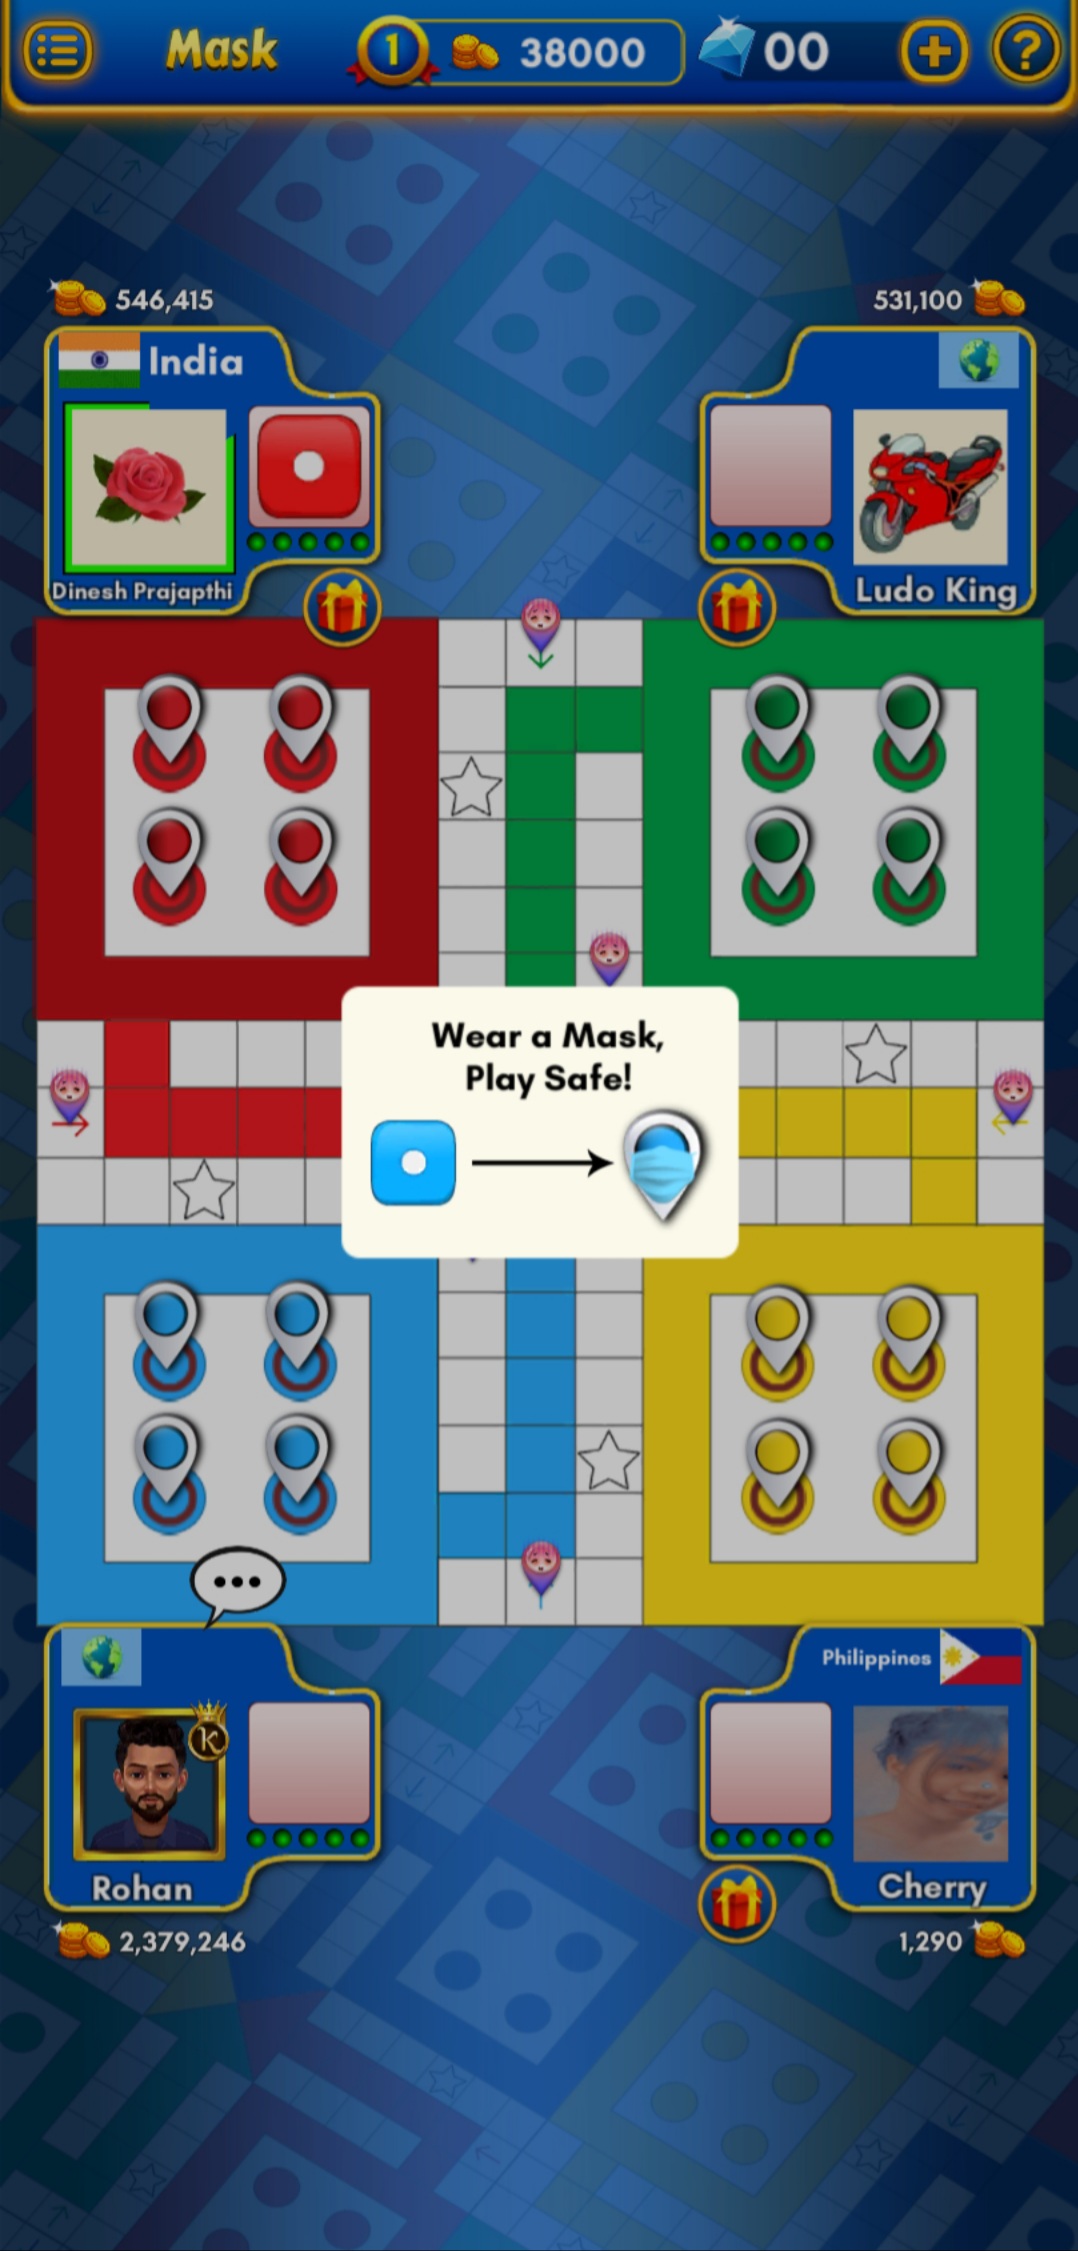 Mask
1
38000
00
?
546,415
531,100
India
Dinesh Prajapthi
Ludo King
Wear a Mask,
Play Safe!
Philippines
K
Rohan
Cherry
2,379,246
1,290